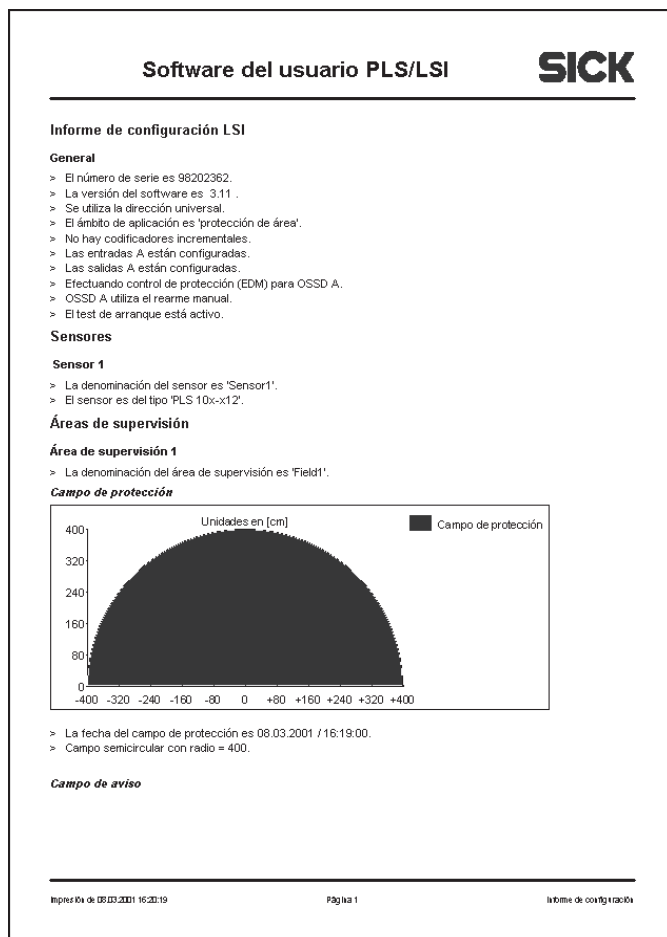 Software del usuario PLS/LSI
SICK
Informe de configuración LSI
General
> El número de serie es 98202362.
> La versión del software es 3.11 .
> Se utiliza la dirección universal.
> El ámbito de aplicación es 'protección de área'.
> No hay codificadores incrementales.
> Las entradas A están configuradas.
> Las salidas A están configuradas.
> Efectuando control de protección (EDM) para OSSD A.
> OSSD A utiliza el rearme manual.
> El test de arranque está activo.
Sensores
Sensor 1
> La denominación del sensor es 'Sensor1'.
> El sensor es del tipo 'PLS 10x-x12'.
Áreas de supervisión
Área de supervisión 1
> La denominación del área de supervisión es 'Field1'.
Campo de protección
Unidades en [cm]
Campo de protección
400
320
240
160
80
0
-400 -320 -240 -160 -80 0 +80 +160 +240 +320 +400
> La fecha del campo de protección es 08.03.2001 / 16:19:00.
> Campo semicircular con radio = 400.
Campo de aviso
Impresión de 08.03.2001 16:20:19 Página 1 Informe de configuración